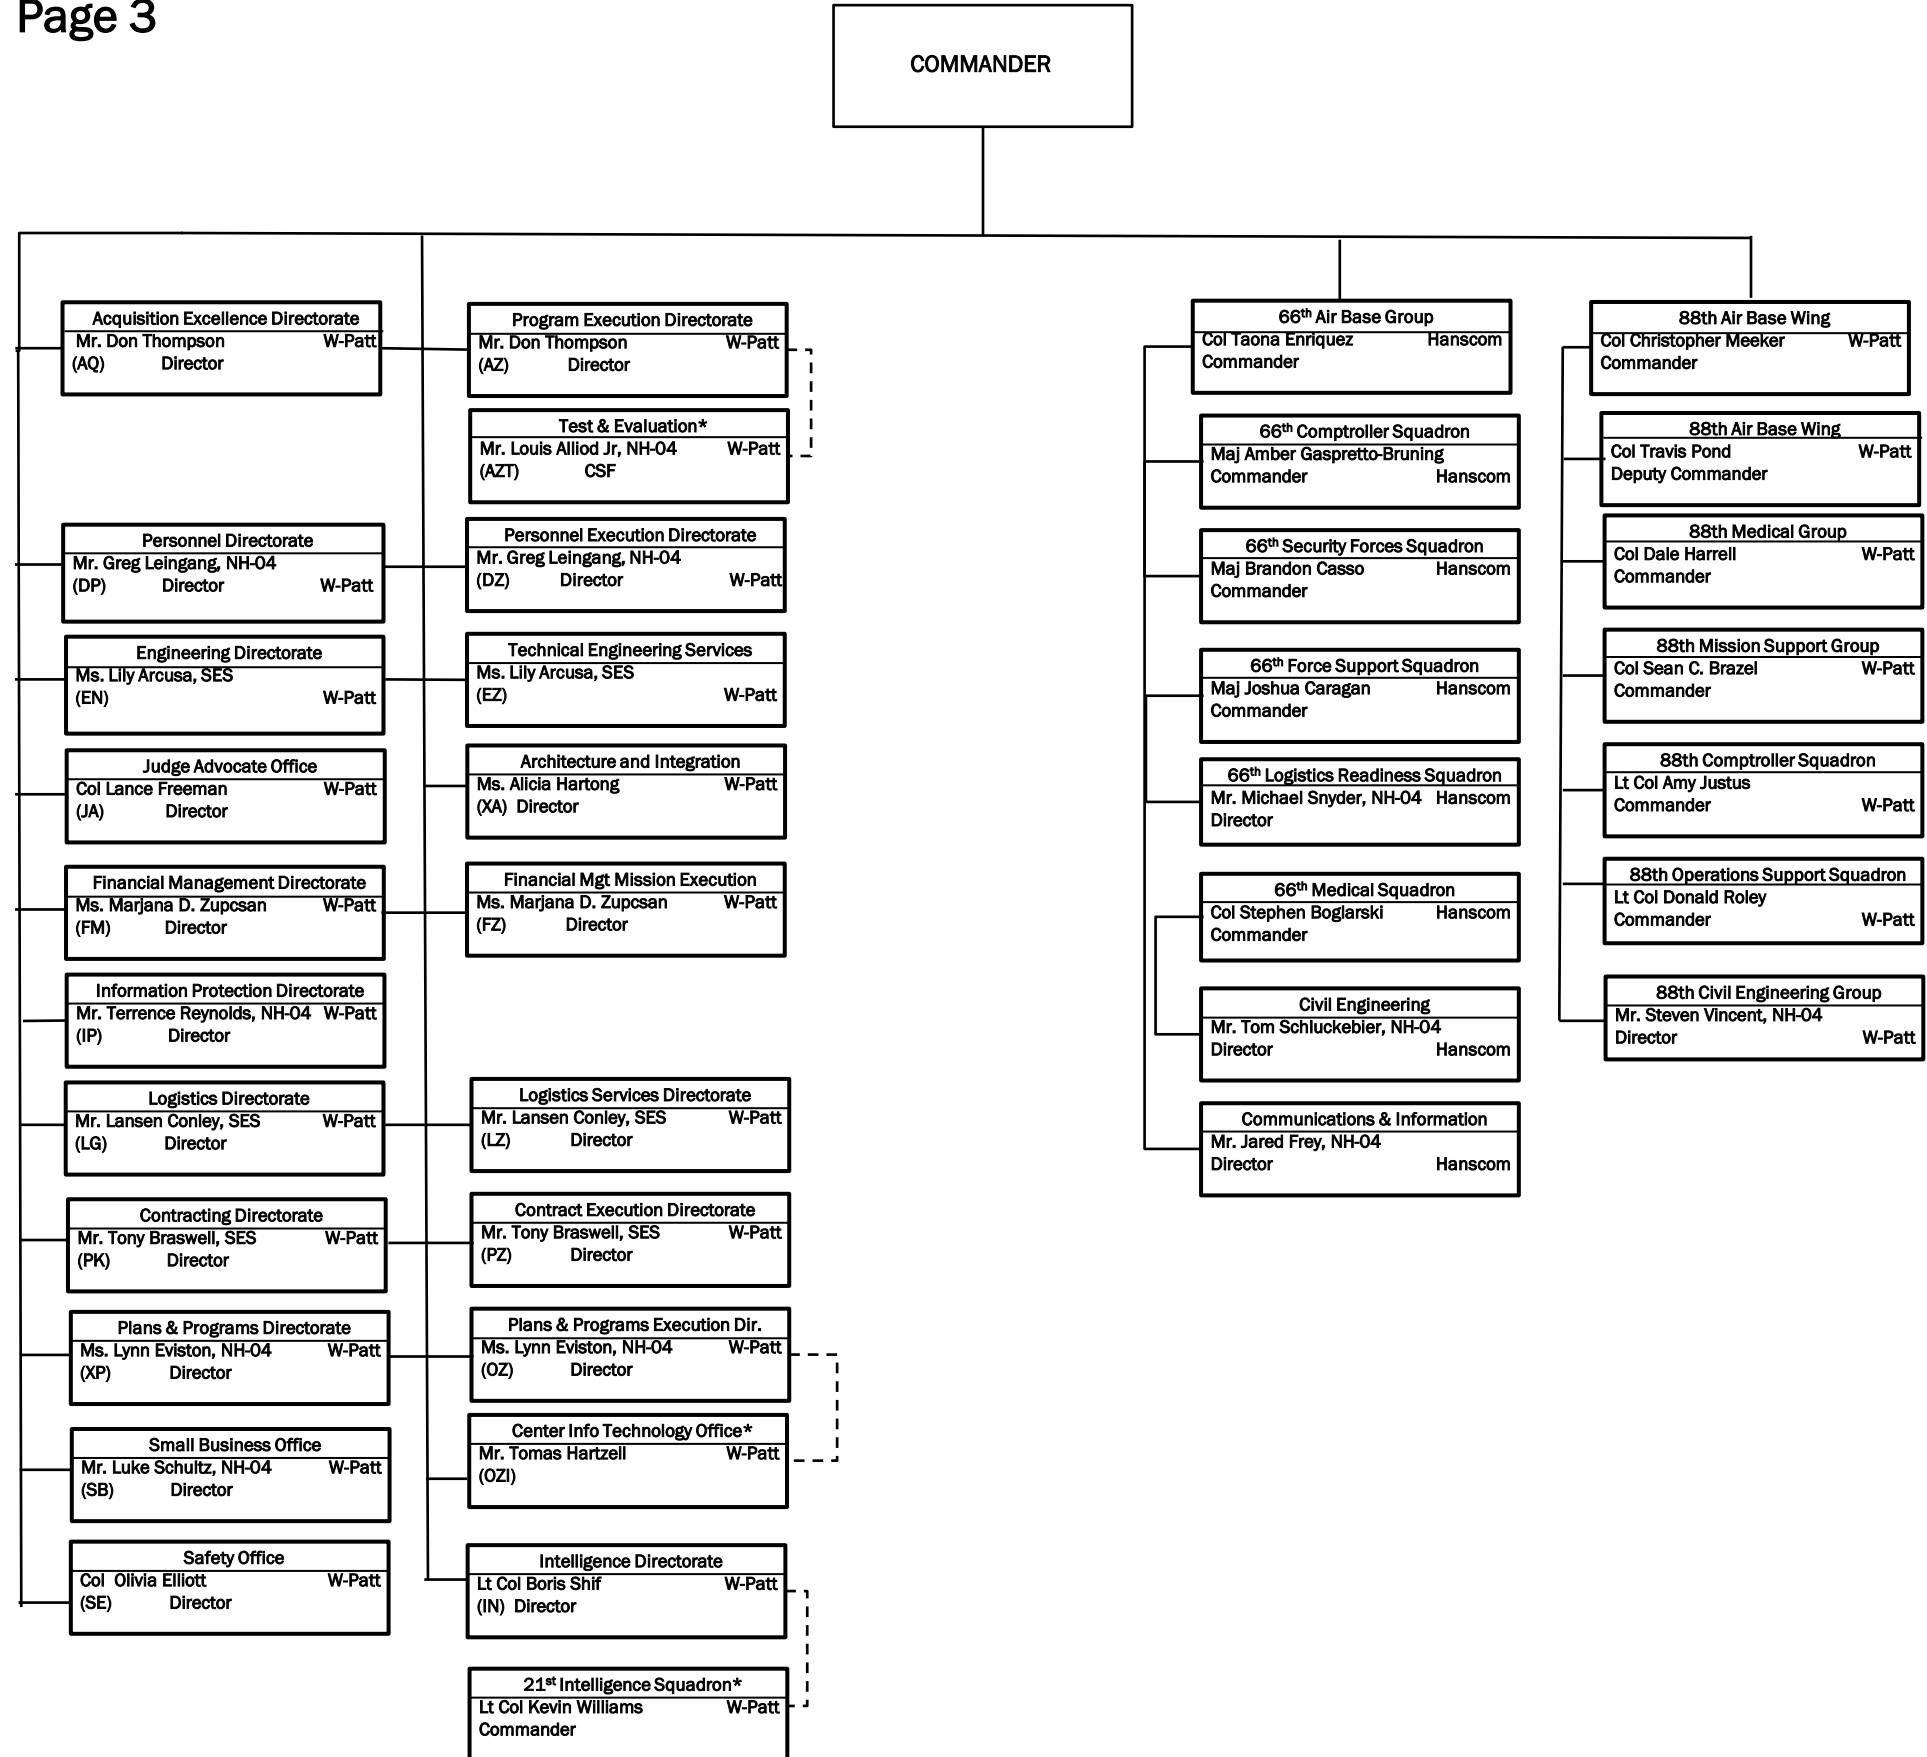 Page 3
COMMANDER
Acquisition Excellence Directorate
Mr. Don Thompson W-Patt
(AQ) Director
Program Execution Directorate
Mr. Don Thompson W-Patt
(AZ) Director
Test & Evaluation*
Mr. Louis Alliod Jr, NH-04 W-Patt
(AZT) CSF
Personnel Directorate
Mr. Greg Leingang, NH-04
(DP) Director W-Patt
Personnel Execution Directorate
Mr. Greg Leingang, NH-04
(DZ) Director W-Patt
Engineering Directorate
Ms. Lily Arcusa, SES
(EN) W-Patt
Technical Engineering Services
Ms. Lily Arcusa, SES
(EZ) W-Patt
Judge Advocate Office
Col Lance Freeman W-Patt
(JA) Director
Architecture and Integration
Ms. Alicia Hartong W-Patt
(XA) Director
Financial Management Directorate
Ms. Marjana D. Zupcsan W-Patt
(FM) Director
Financial Mgt Mission Execution
Ms. Marjana D. Zupcsan W-Patt
(FZ) Director
Information Protection Directorate
Mr. Terrence Reynolds, NH-04 W-Patt
(IP) Director
Logistics Directorate
Mr. Lansen Conley, SES W-Patt
(LG) Director
Logistics Services Directorate
Mr. Lansen Conley, SES W-Patt
(LZ) Director
Contracting Directorate
Mr. Tony Braswell, SES W-Patt
(PK) Director
Contract Execution Directorate
Mr. Tony Braswell, SES W-Patt
(PZ) Director
Plans & Programs Directorate
Ms. Lynn Eviston, NH-04 W-Patt
(XP) Director
Plans & Programs Execution Dir.
Ms. Lynn Eviston, NH-04 W-Patt
(OZ) Director
Small Business Office
Mr. Luke Schultz, NH-04 W-Patt
(SB) Director
Center Info Technology Office*
Mr. Tomas Hartzell W-Patt
(OZI)
Safety Office
Col Olivia Elliott W-Patt
(SE) Director
Intelligence Directorate
Lt Col Boris Shif W-Patt
(IN) Director
21st Intelligence Squadron*
Lt Col Kevin Williams W-Patt
Commander
66th Air Base Group
Col Taona Enriquez Hanscom
Commander
66th Comptroller Squadron
Maj Amber Gaspretto-Bruning
Commander Hanscom
66th Security Forces Squadron
Maj Brandon Casso Hanscom
Commander
66th Force Support Squadron
Maj Joshua Caragan Hanscom
Commander
66th Logistics Readiness Squadron
Mr. Michael Snyder, NH-04 Hanscom
Director
66th Medical Squadron
Col Stephen Boglarski Hanscom
Commander
Civil Engineering
Mr. Tom Schluckebier, NH-04
Director Hanscom
Communications & Information
Mr. Jared Frey, NH-04
Director Hanscom
88th Air Base Wing
Col Christopher Meeker W-Patt
Commander
88th Air Base Wing
Col Travis Pond W-Patt
Deputy Commander
88th Medical Group
Col Dale Harrell W-Patt
Commander
88th Mission Support Group
Col Sean C. Brazel W-Patt
Commander
88th Comptroller Squadron
Lt Col Amy Justus
Commander W-Patt
88th Operations Support Squadron
Lt Col Donald Roley
Commander W-Patt
88th Civil Engineering Group
Mr. Steven Vincent, NH-04
Director W-Patt